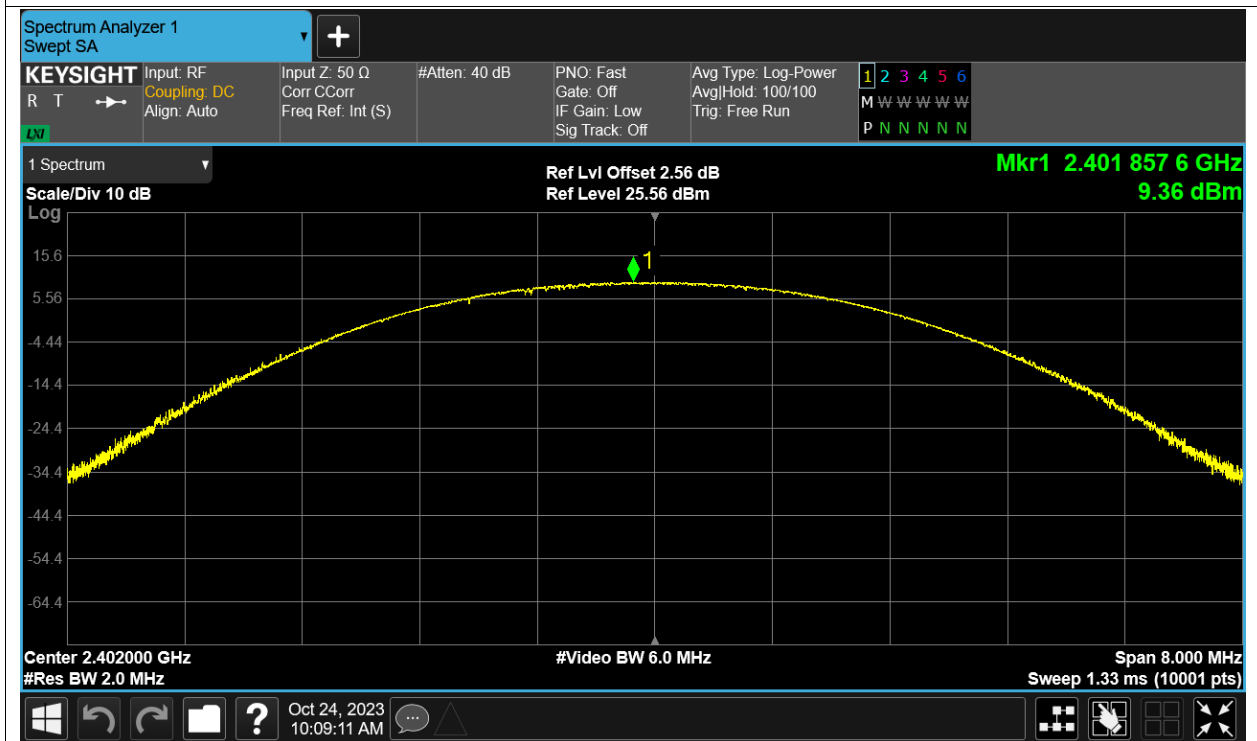 Spectrum Analyzer 1
Swept SA
+
KEYSIGHT
R T
LXI
Input: RF
Coupling: DC
Align: Auto
Input Z: 50 Ω
Corr CCorr
Freq Ref: Int (S)
#Atten: 40 dB
PNO: Fast
Gate: Off
IF Gain: Low
Sig Track: Off
Avg Type: Log-Power
Avg|Hold: 100/100
Trig: Free Run
1 2 3 4 5 6
M W W W W W
P N N N N N
1 Spectrum
Scale/Div 10 dB
Log
Ref Lvl Offset 2.56 dB
Ref Level 25.56 dBm
Mkr1 2.401 857 6 GHz
9.36 dBm
1
15.6
5.56
-4.44
-14.4
-24.4
-34.4
-44.4
-54.4
-64.4
Center 2.402000 GHz
#Res BW 2.0 MHz
#Video BW 6.0 MHz
Span 8.000 MHz
Sweep 1.33 ms (10001 pts)
?
Oct 24, 2023
10:09:11 AM